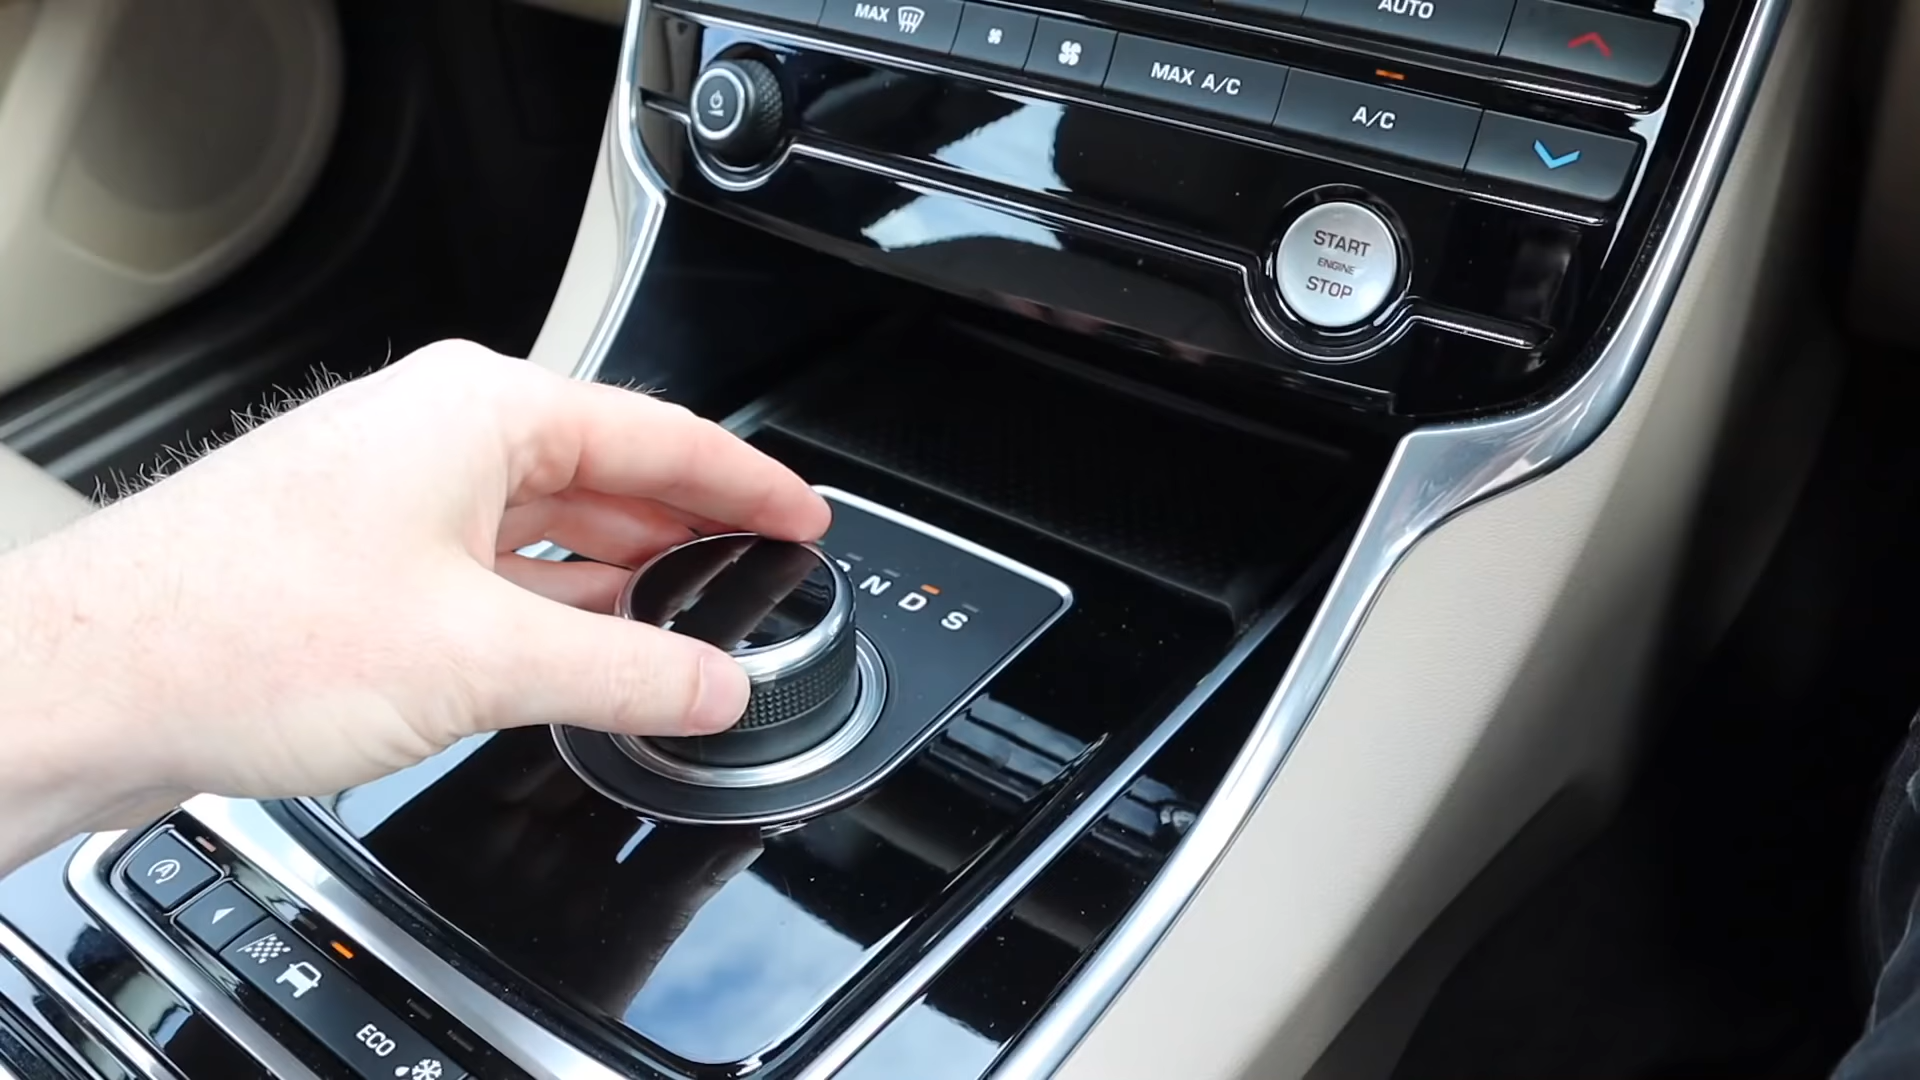 AUTO
MAX
MAX A/C
A/C
START
ENGINE
STOP
N D S
A
ECO